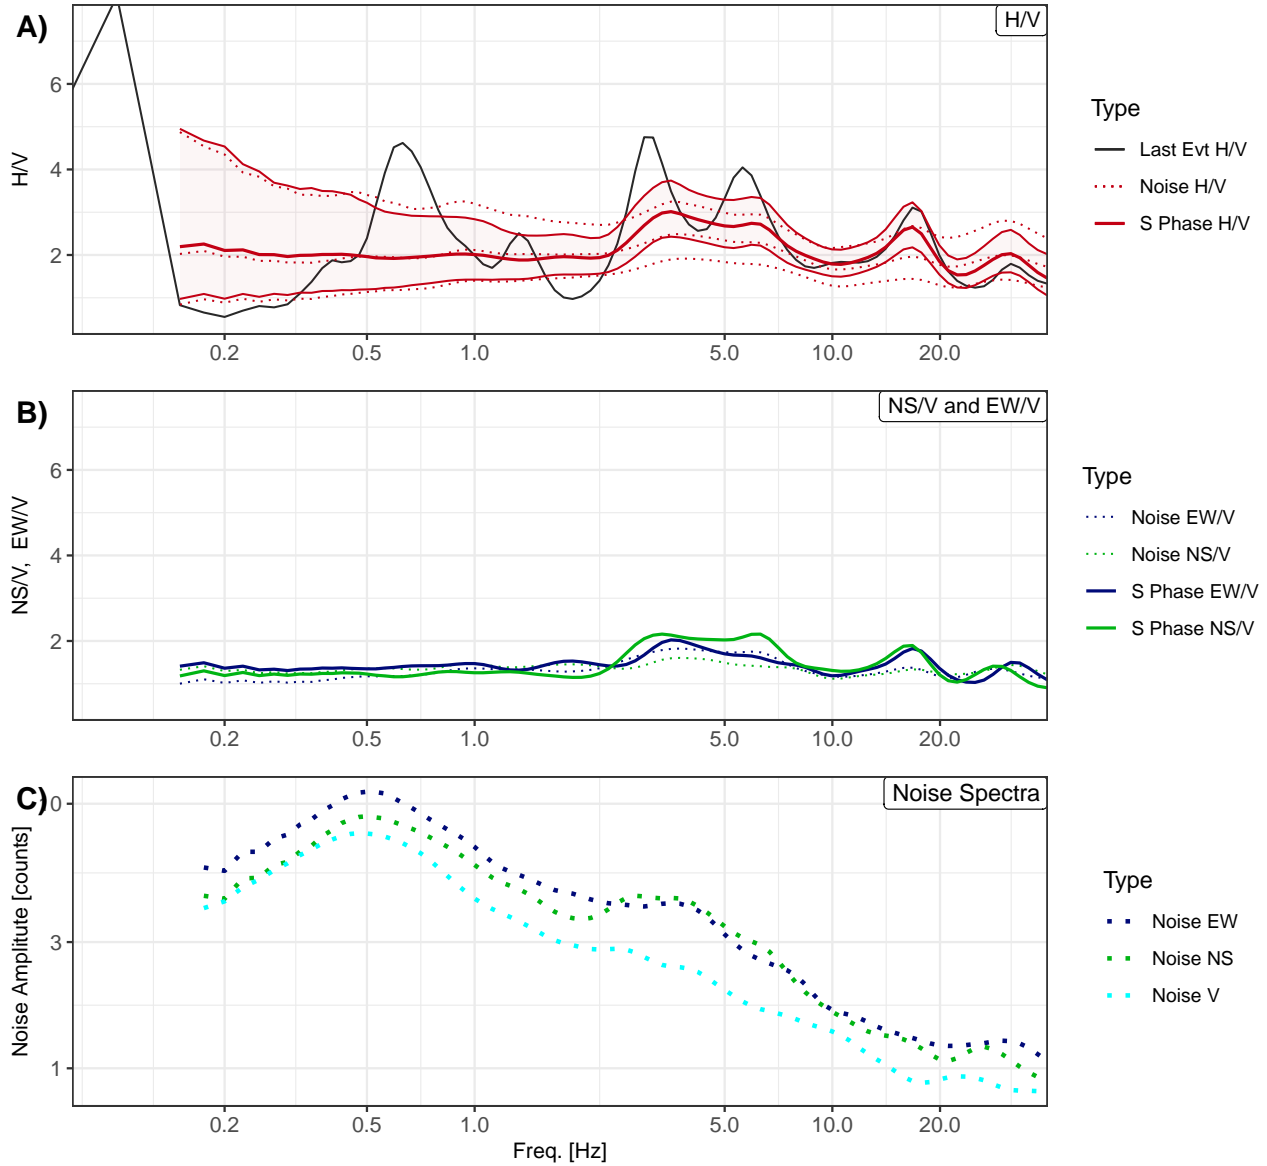 A)
H/V
6
4
2
H/V
0.2 0.5 1.0 5.0 10.0 20.0
Type
Last Evt H/V
Noise H/V
S Phase H/V
B)
NS/V and EW/V
6
4
2
NS/V, EW/V
0.2 0.5 1.0 5.0 10.0 20.0
Type
Noise EW/V
Noise NS/V
S Phase EW/V
S Phase NS/V
C)
Noise Spectra
0
3
1
Noise Amplitute [counts]
0.2 0.5 1.0 5.0 10.0 20.0
Freq. [Hz]
Type
Noise EW
Noise NS
Noise V